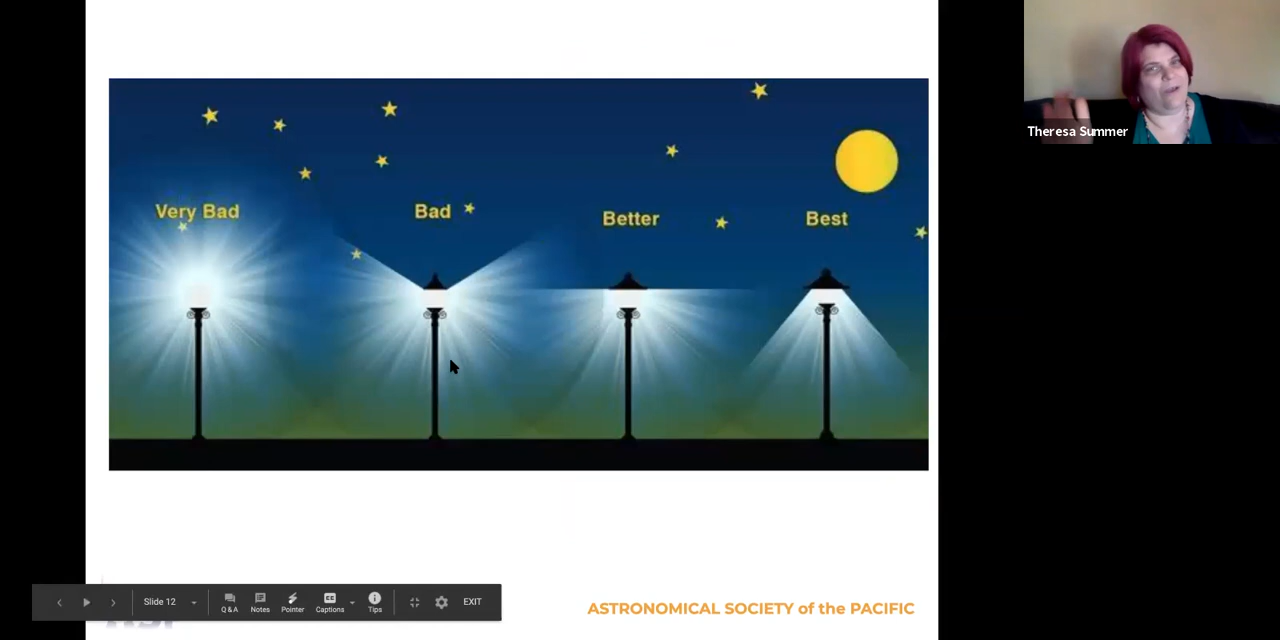 Theresa Summer
Very Bad
Bad
Better
Best
Slide 12
Q&A
Notes
Pointer
Captions
Tips
EXIT
ASTRONOMICAL SOCIETY of the PACIFIC